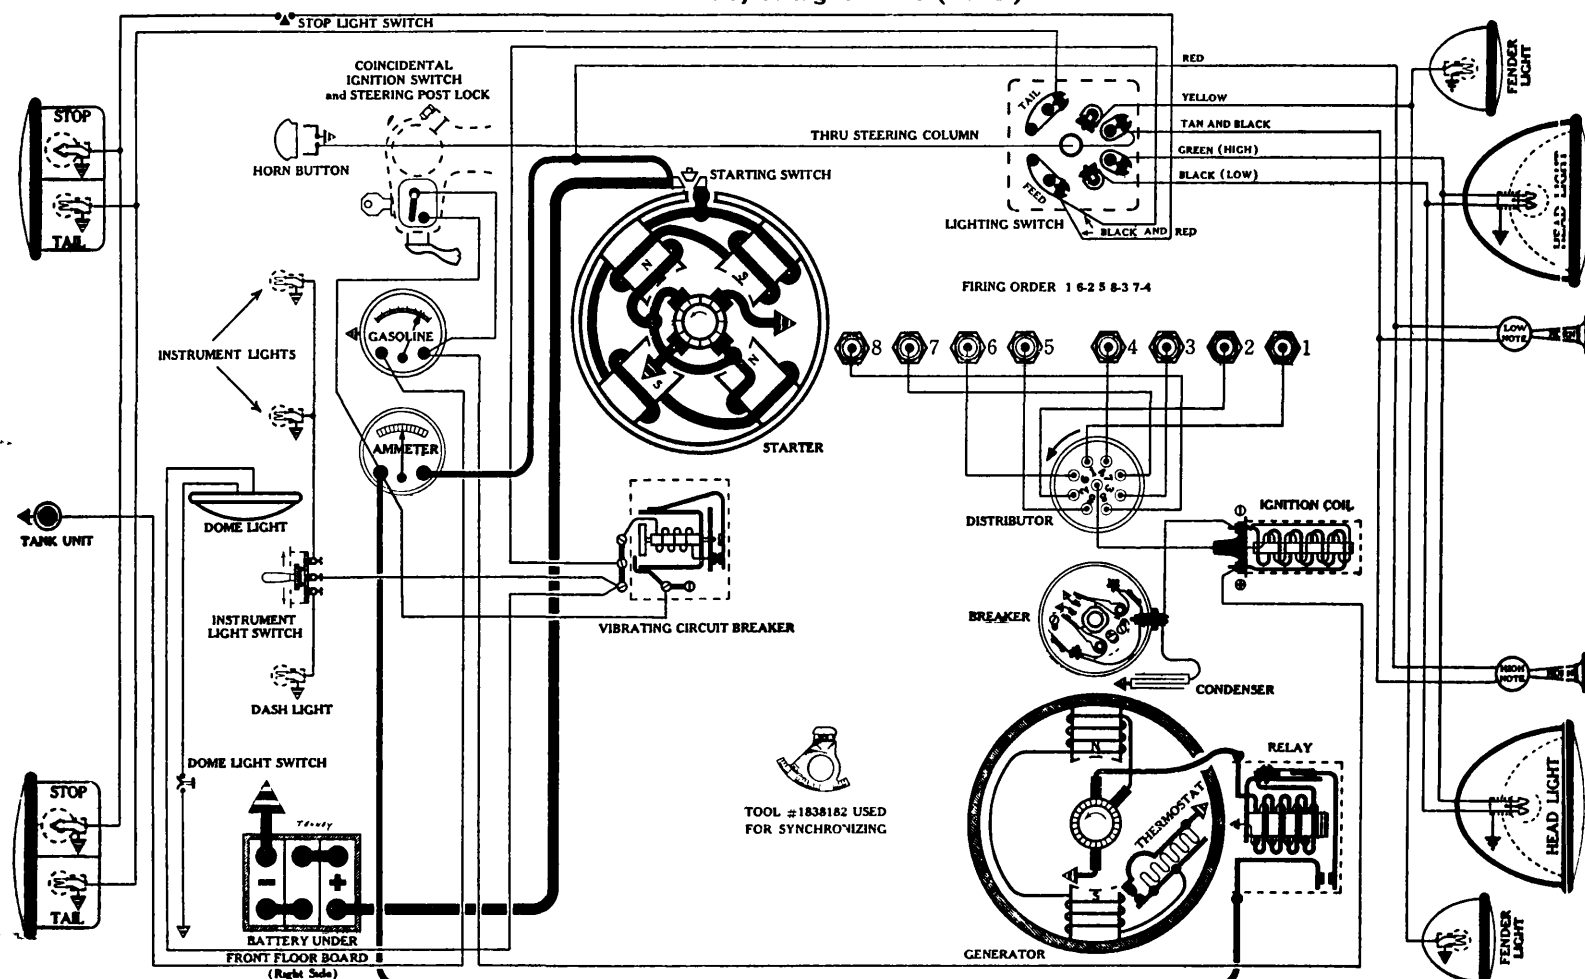 STOP LIGHT SWITCH
COINCIDENTAL
IGNITION SWITCH
and STEERING POST LOCK
RED
FENDER
LIGHT
STOP
TAIL
YELLOW
TAN AND BLACK
THRU STEERING COLUMN
GREEN (HIGH)
HORN BUTTON
STARTING SWITCH
BLACK (LOW)
HEAD LIGHT
FEED
TAIL
LIGHTING SWITCH
BLACK AND RED
N
S
FIRING ORDER 1 6-2 5 8-3 7-4
GASOLINE
LOW
NOTE
INSTRUMENT LIGHTS
8 7 6 5 4 3 2 1
S
N
AMMETER
STARTER
DOME LIGHT
DISTRIBUTOR
IGNITION COIL
TANK UNIT
INSTRUMENT
LIGHT SWITCH
VIBRATING CIRCUIT BREAKER
BREAKER
HIGH
NOTE
CONDENSER
DASH LIGHT
N
RELAY
DOME LIGHT SWITCH
STOP
TOOL #1838182 USED
FOR SYNCHRONIZING
THERMOSTAT
HEAD LIGHT
– +
S
TAIL
BATTERY UNDER
FRONT FLOOR BOARD
(Right Side)
GENERATOR
FENDER
LIGHT